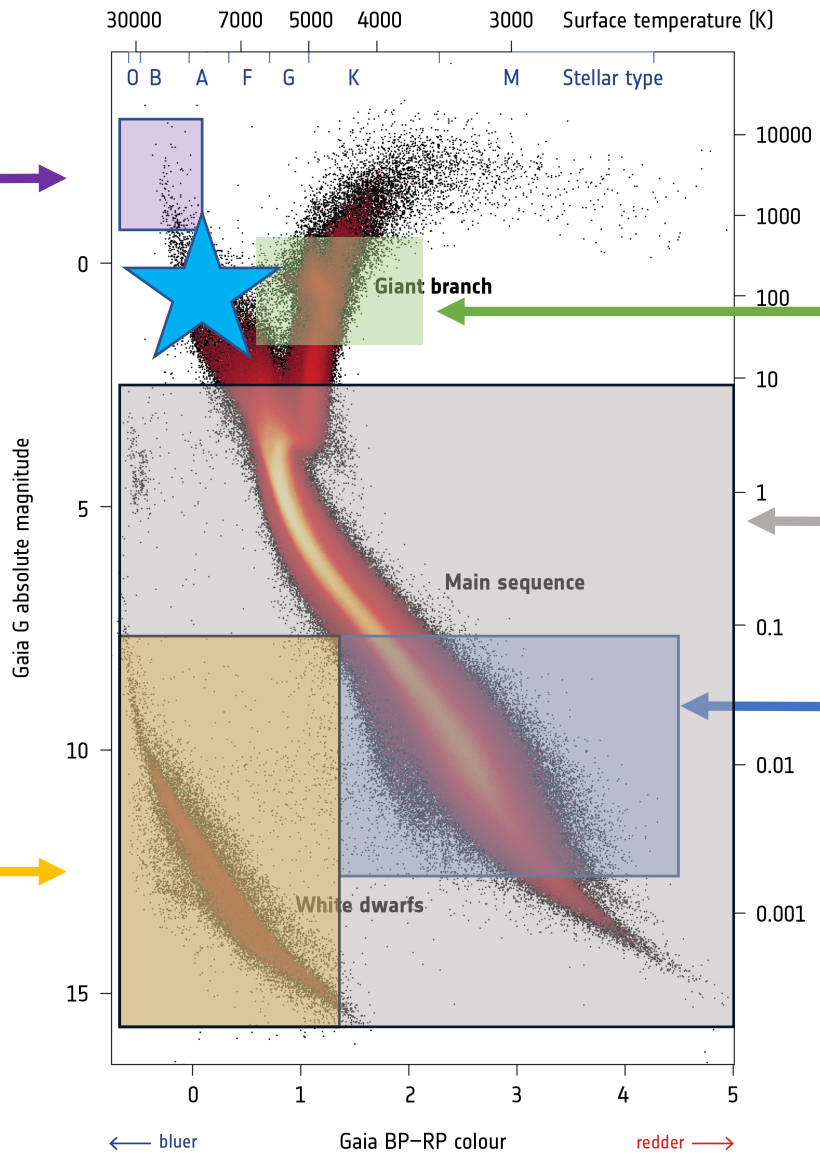 30000 7000 5000 4000 3000 Surface temperature (K)
O B A F G K M Stellar type
10000
1000
0
Giant branch
100
10
Gaia G absolute magnitude
1
5
Main sequence
0.1
10
0.01
White dwarfs
0.001
15
0 1 2 3 4 5
bluer Gaia BP–RP colour redder